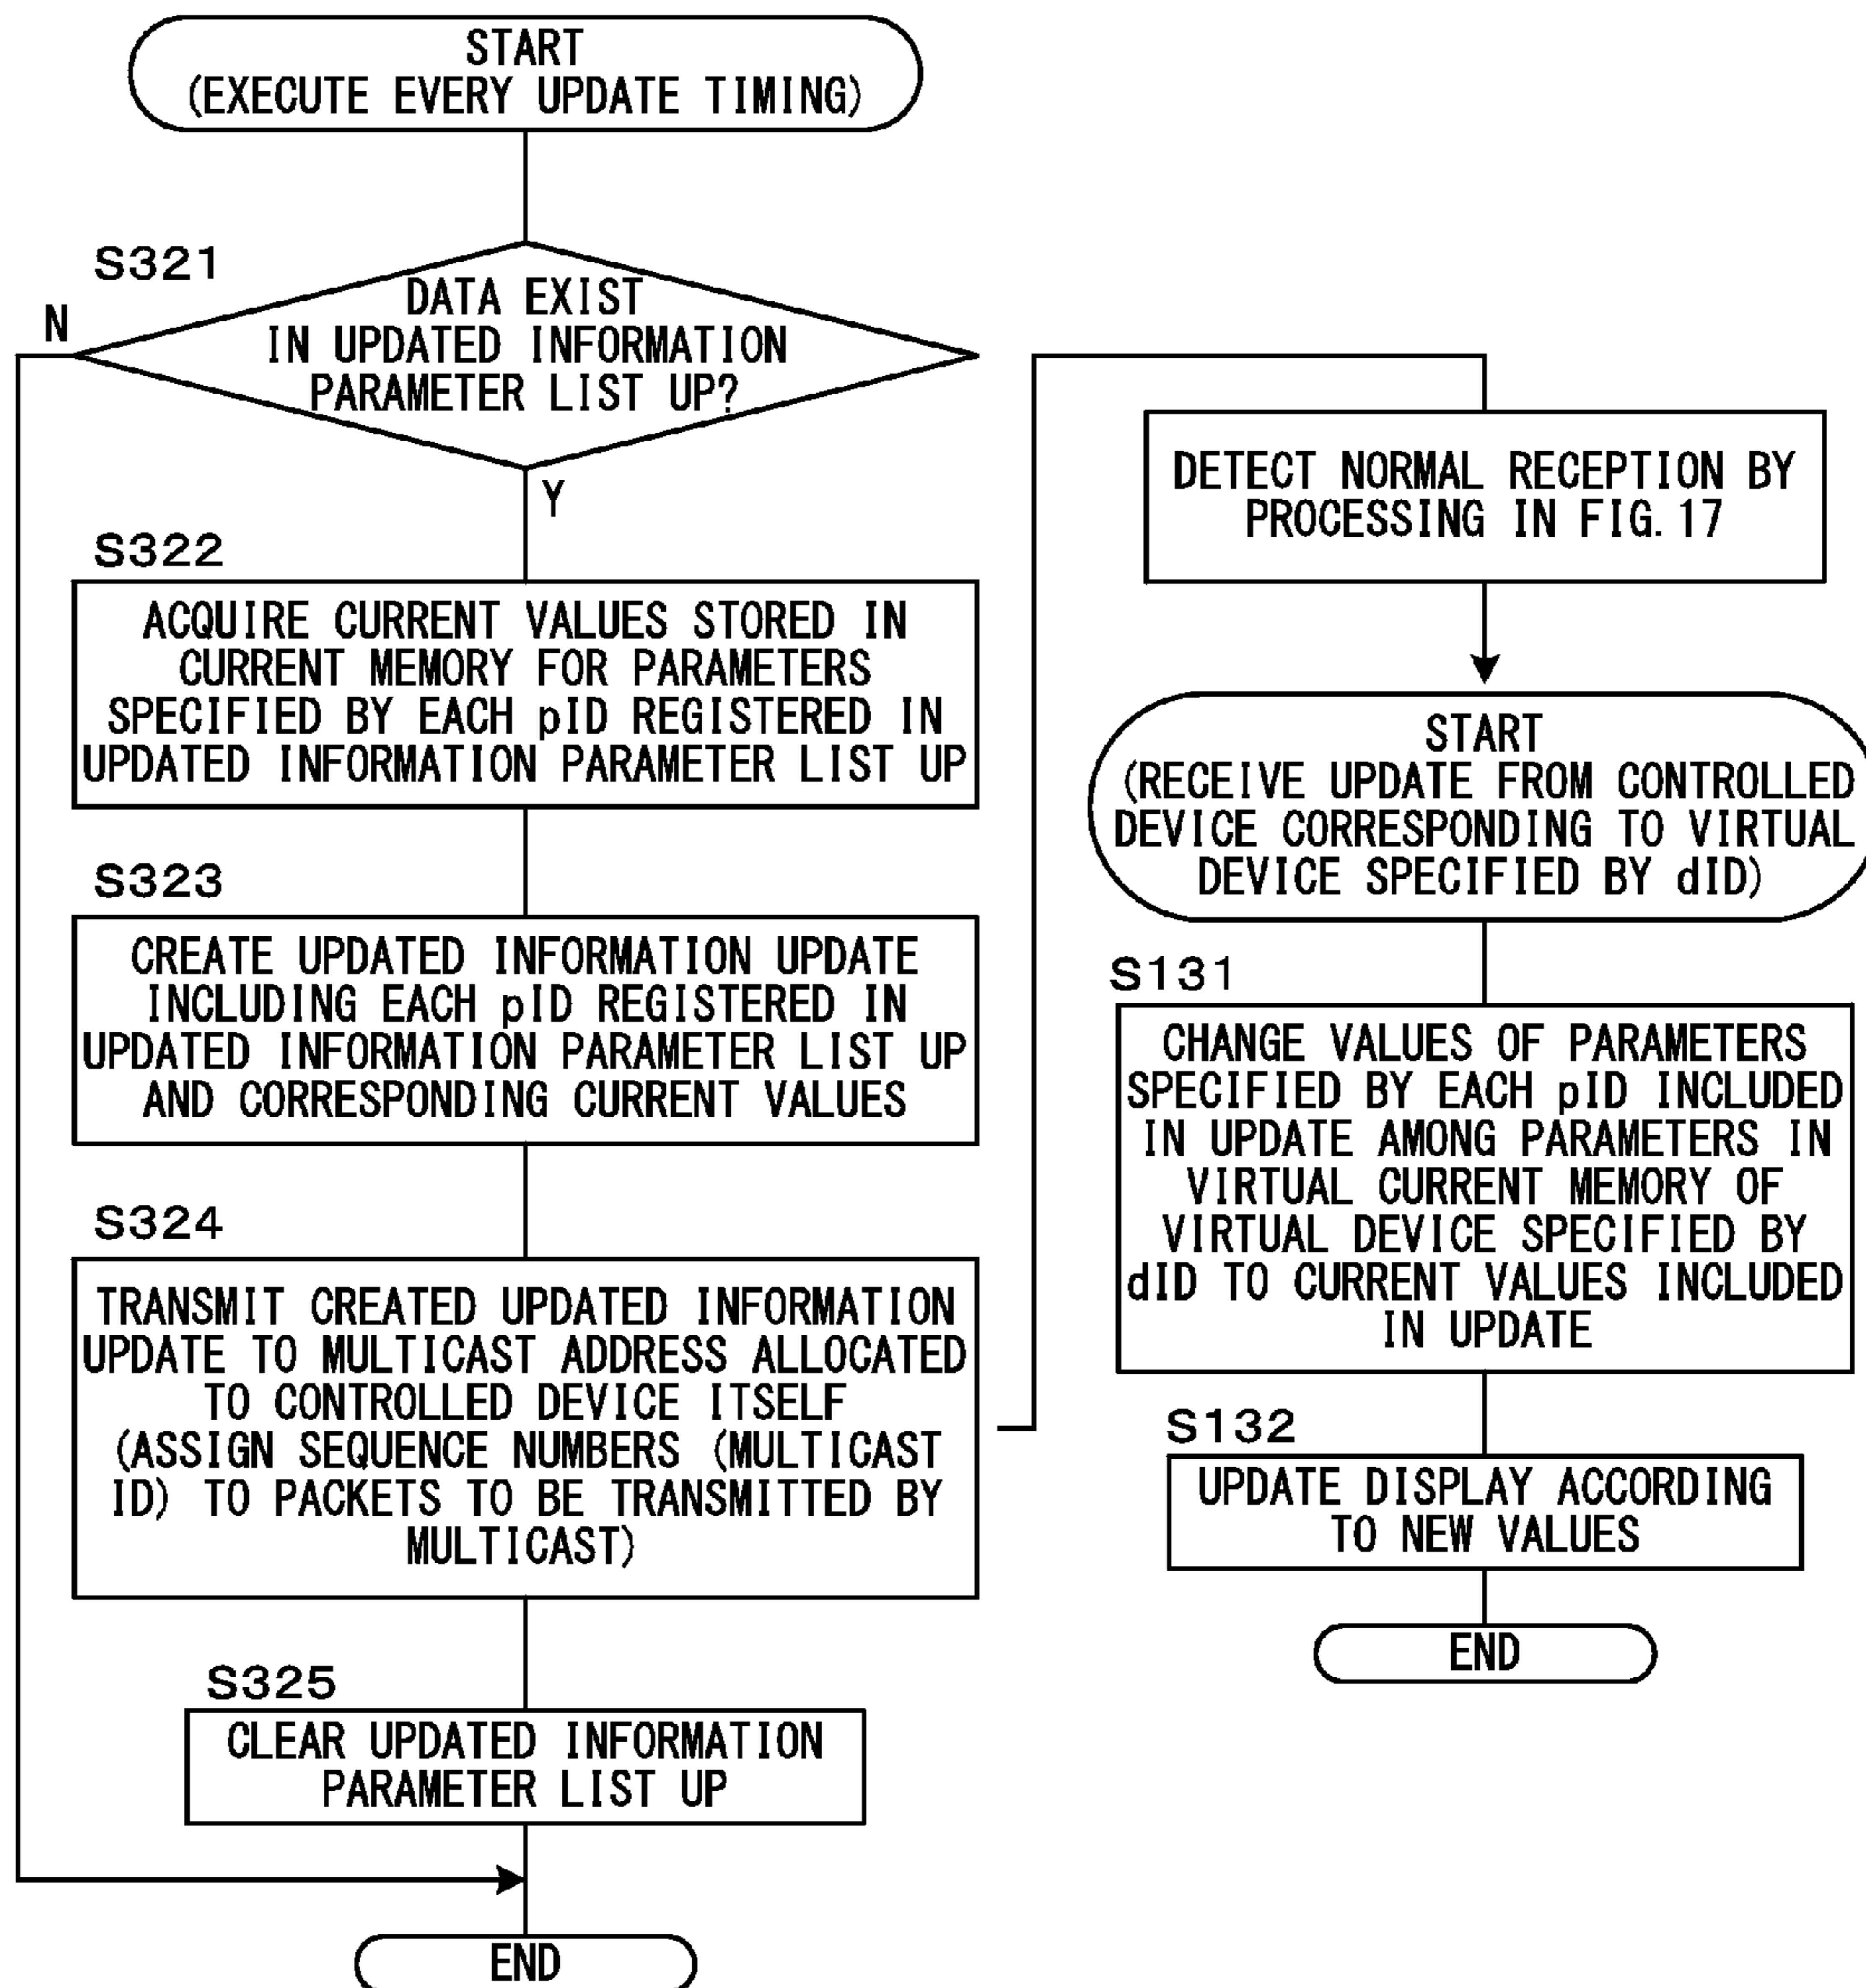 START
(EXECUTE EVERY UPDATE TIMING)
S321
N
DATA EXIST
IN UPDATED INFORMATION
PARAMETER LIST UP?
Y
S322
ACQUIRE CURRENT VALUES STORED IN
CURRENT MEMORY FOR PARAMETERS
SPECIFIED BY EACH pID REGISTERED IN
UPDATED INFORMATION PARAMETER LIST UP
S323
CREATE UPDATED INFORMATION UPDATE
INCLUDING EACH pID REGISTERED IN
UPDATED INFORMATION PARAMETER LIST UP
AND CORRESPONDING CURRENT VALUES
S324
TRANSMIT CREATED UPDATED INFORMATION
UPDATE TO MULTICAST ADDRESS ALLOCATED
TO CONTROLLED DEVICE ITSELF
(ASSIGN SEQUENCE NUMBERS (MULTICAST
ID) TO PACKETS TO BE TRANSMITTED BY
MULTICAST)
S325
CLEAR UPDATED INFORMATION
PARAMETER LIST UP
END
DETECT NORMAL RECEPTION BY
PROCESSING IN FIG. 17
START
(RECEIVE UPDATE FROM CONTROLLED
DEVICE CORRESPONDING TO VIRTUAL
DEVICE SPECIFIED BY dID)
S131
CHANGE VALUES OF PARAMETERS
SPECIFIED BY EACH pID INCLUDED
IN UPDATE AMONG PARAMETERS IN
VIRTUAL CURRENT MEMORY OF
VIRTUAL DEVICE SPECIFIED BY
dID TO CURRENT VALUES INCLUDED
IN UPDATE
S132
UPDATE DISPLAY ACCORDING
TO NEW VALUES
END